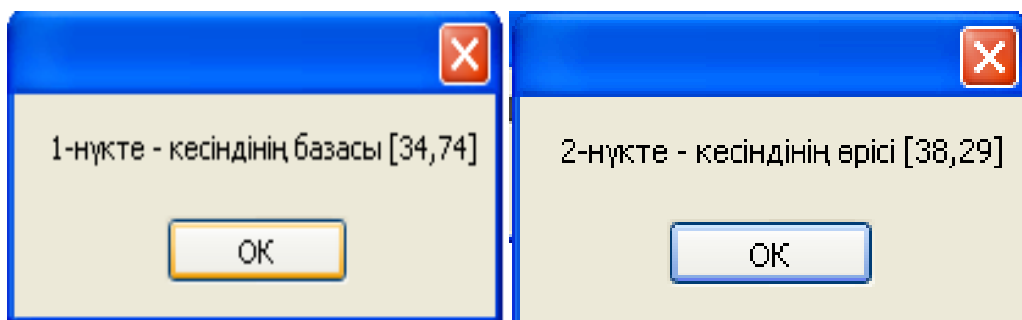 1-нүкте - кесіндінің базасы [34,74]
OK
2-нүкте - кесіндінің өрісі [38,29]
OK